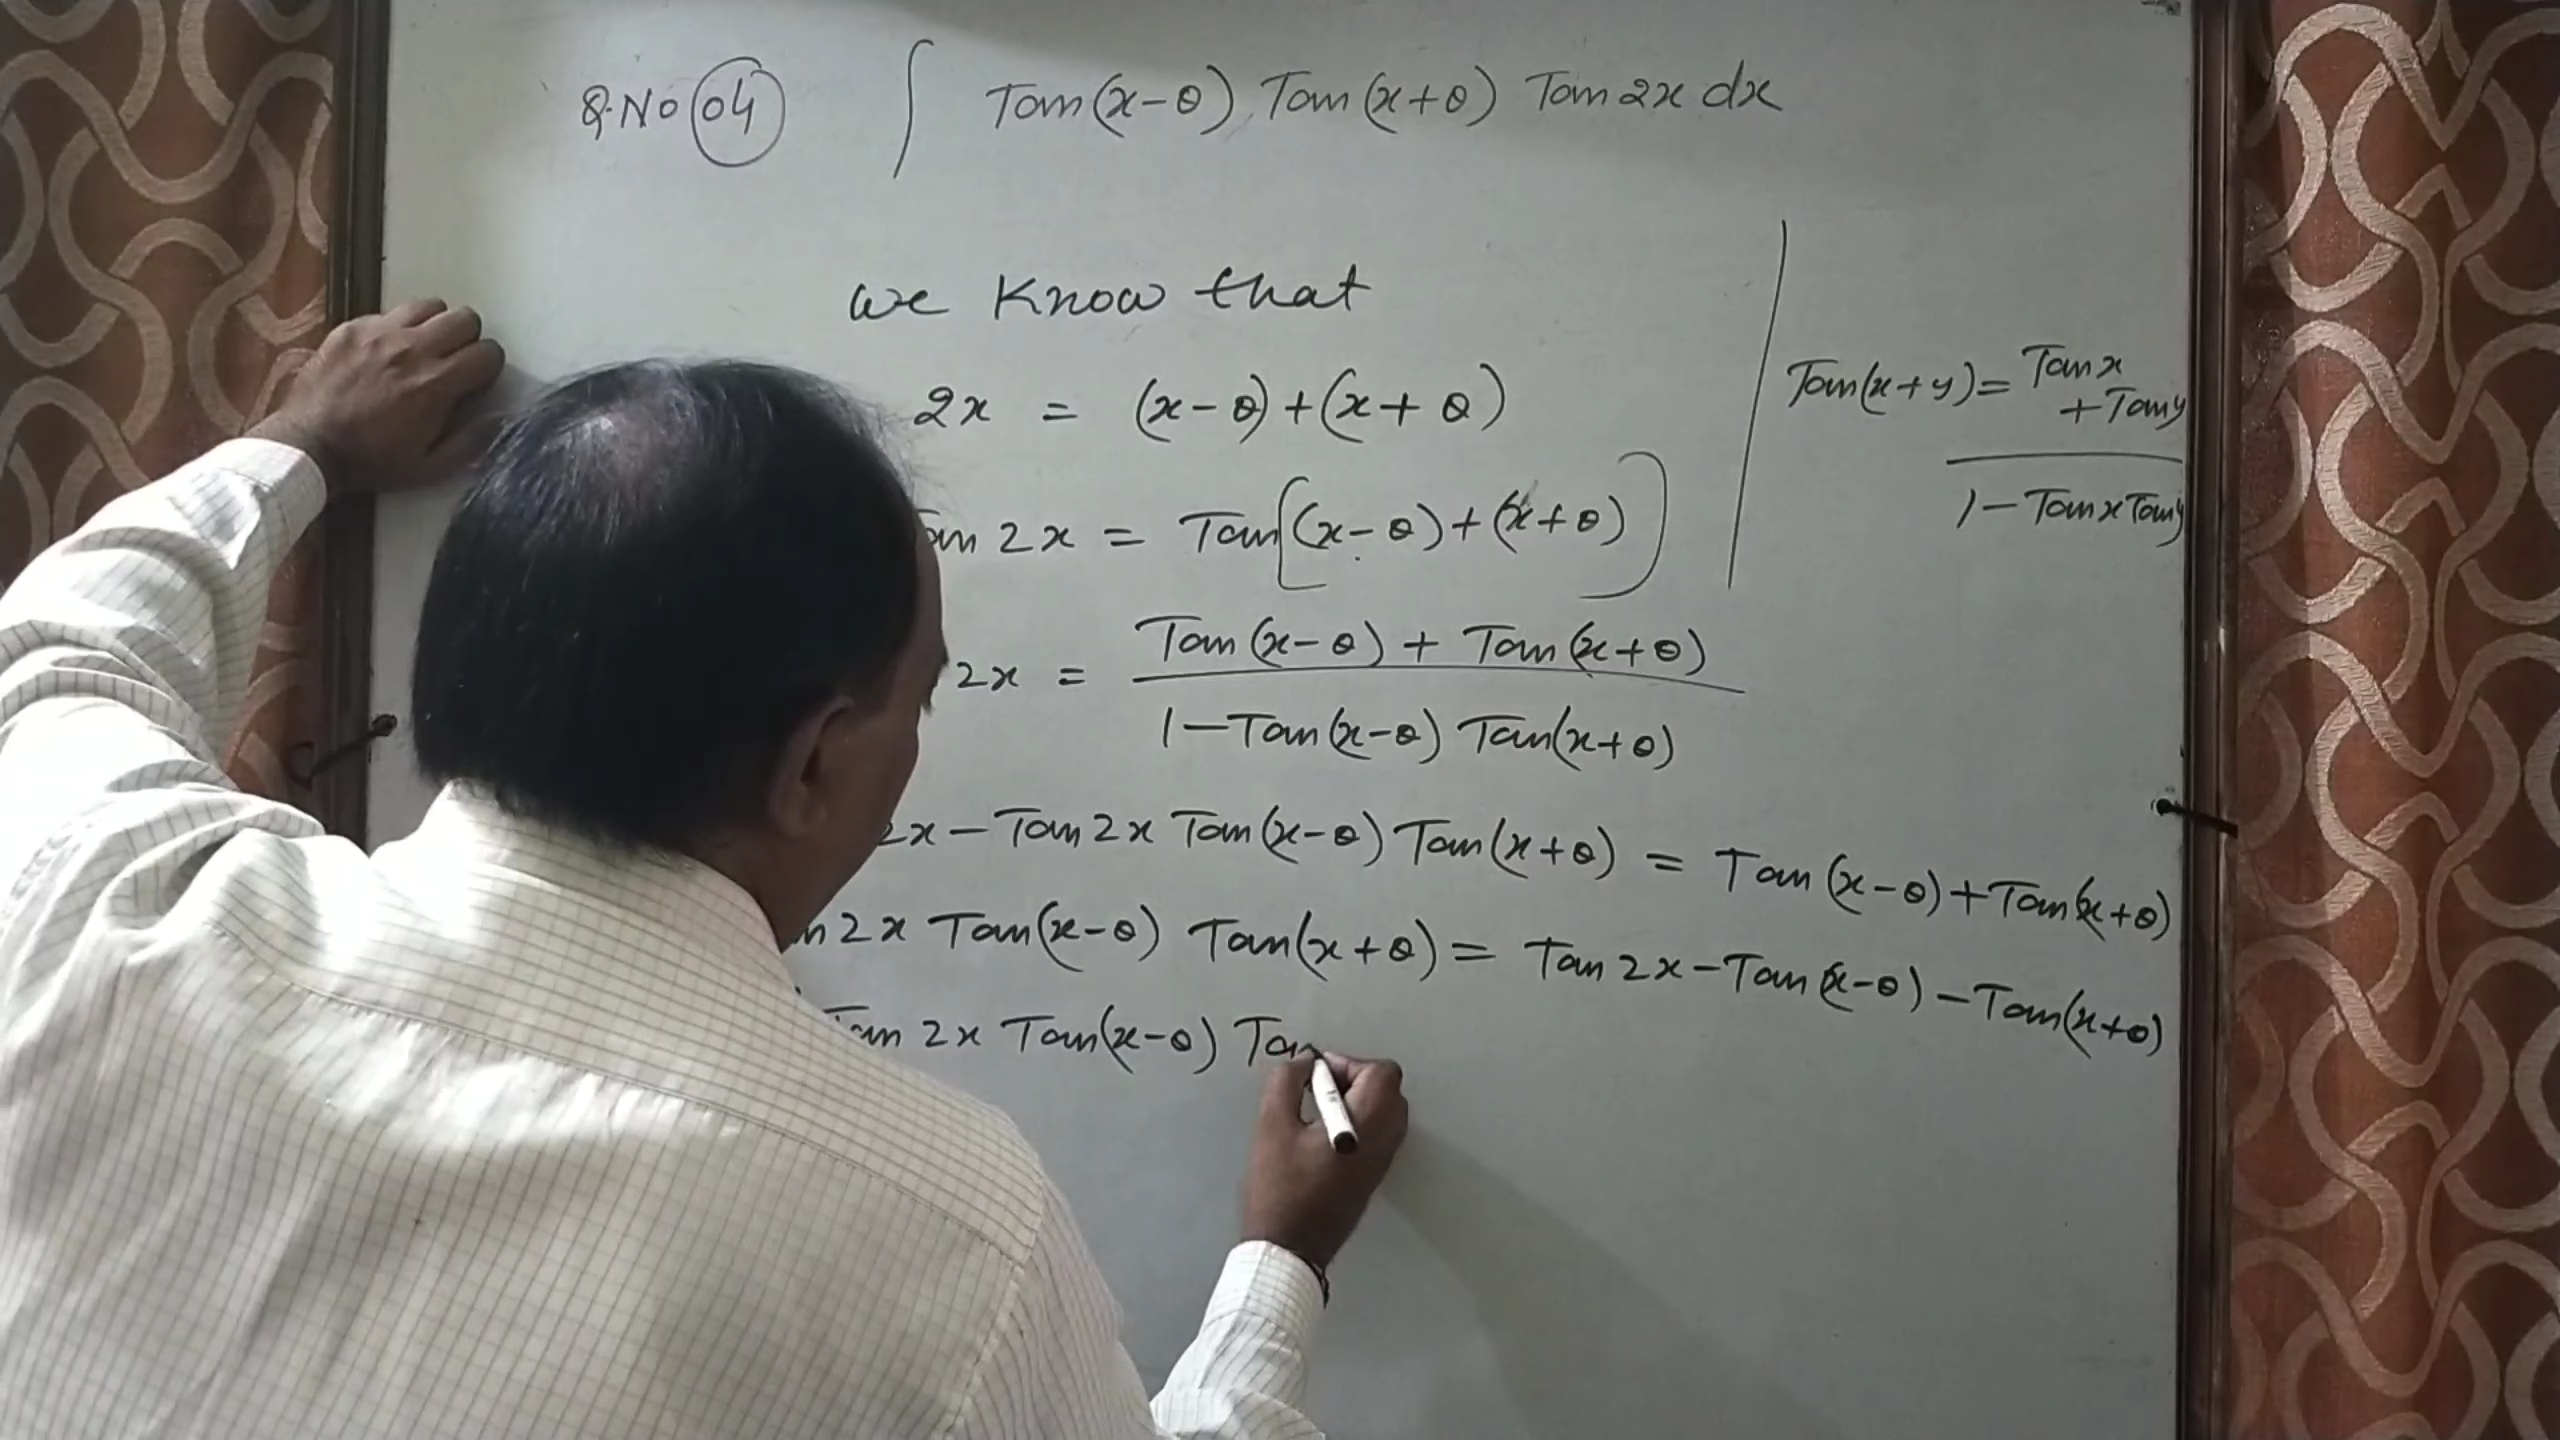 Q.No 04 ∫ Tan(x-θ) Tan(x+θ) Tan 2x dx
we know that
2x = (x-θ)+(x+θ)
2x = Tan[(x-θ)+(x+θ)]
2x = Tan(x-θ) + Tan(x+θ)
1-Tan(x-θ) Tan(x+θ)
2x - Tan 2x Tan(x-θ) Tan(x+θ) = Tan(x-θ)+Tan(x+θ)
2x Tan(x-θ) Tan(x+θ) = Tan 2x-Tan(x-θ)-Tan(x+θ)
Tan 2x Tan(x-θ) Tan
Tan(x+y)= Tan x
+Tan y
1-Tan x Tan y